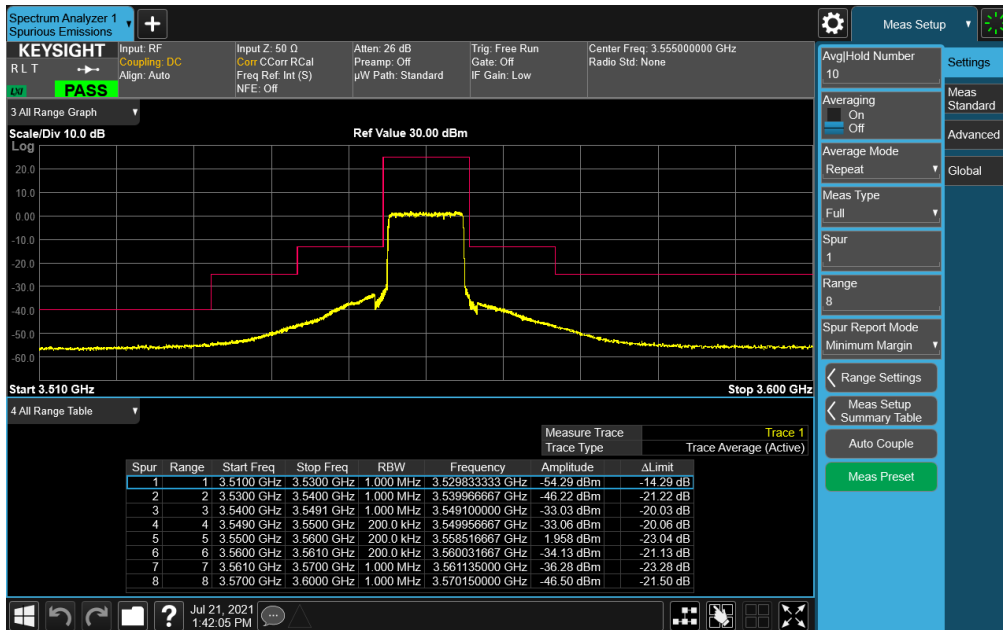 Spectrum Analyzer 1
Spurious Emissions
+
Meas Setup
KEYSIGHT
R L T
LXI
PASS
Input: RF
Coupling: DC
Align: Auto
Input Z: 50 Ω
Corr CCorr RCal
Freq Ref: Int (S)
NFE: Off
Atten: 26 dB
Preamp: Off
µW Path: Standard
Trig: Free Run
Gate: Off
IF Gain: Low
Center Freq: 3.555000000 GHz
Radio Std: None
3 All Range Graph
Scale/Div 10.0 dB
Ref Value 30.00 dBm
Log
20.0
10.0
0.00
-10.0
-20.0
-30.0
-40.0
-50.0
-60.0
Start 3.510 GHz
Stop 3.600 GHz
4 All Range Table
Measure Trace Trace 1
Trace Type Trace Average (Active)
Spur Range Start Freq Stop Freq RBW Frequency Amplitude ΔLimit
1 1 3.5100 GHz 3.5300 GHz 1.000 MHz 3.529833333 GHz -54.29 dBm -14.29 dB
2 2 3.5300 GHz 3.5400 GHz 1.000 MHz 3.539966667 GHz -46.22 dBm -21.22 dB
3 3 3.5400 GHz 3.5491 GHz 1.000 MHz 3.549100000 GHz -33.03 dBm -20.03 dB
4 4 3.5490 GHz 3.5500 GHz 200.0 kHz 3.549956667 GHz -33.06 dBm -20.06 dB
5 5 3.5500 GHz 3.5600 GHz 200.0 kHz 3.558516667 GHz 1.958 dBm -23.04 dB
6 6 3.5600 GHz 3.5610 GHz 200.0 kHz 3.560031667 GHz -34.13 dBm -21.13 dB
7 7 3.5610 GHz 3.5700 GHz 1.000 MHz 3.561135000 GHz -36.28 dBm -23.28 dB
8 8 3.5700 GHz 3.6000 GHz 1.000 MHz 3.570150000 GHz -46.50 dBm -21.50 dB
?
Jul 21, 2021
1:42:05 PM
Avg|Hold Number
10
Averaging
On
Off
Average Mode
Repeat
Meas Type
Full
Spur
1
Range
8
Spur Report Mode
Minimum Margin
Range Settings
Meas Setup
Summary Table
Auto Couple
Meas Preset
Settings
Meas
Standard
Advanced
Global